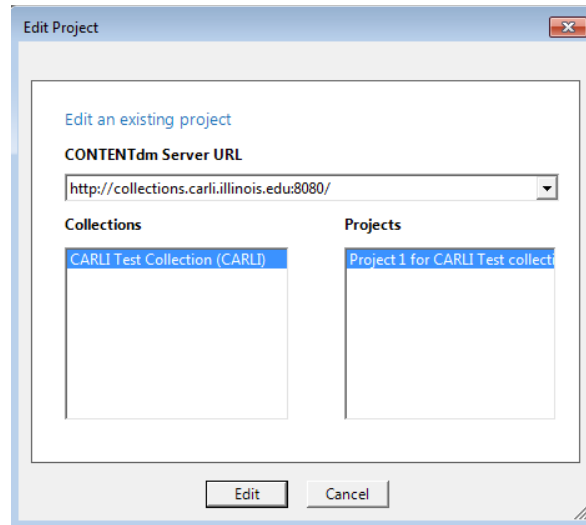 Edit Project
Edit an existing project
CONTENTdm Server URL
http://collections.carli.illinois.edu:8080/
Collections
Projects
CARLI Test Collection (CARLI)
Project 1 for CARLI Test collecti
Edit
Cancel